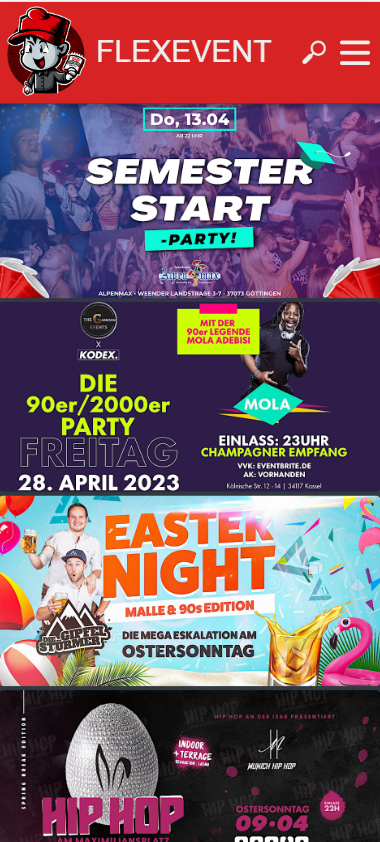 FLEXEVENT
Do, 13.04
AB 22 UHR
SEMESTER
START
-PARTY!
ALPENMAX - WEENDER LANDSTRAßE 3-7 - 37073 GÖTTINGEN
EVENTS
X
KODEX.
MIT DER
90er LEGENDE
MOLA ADEBISI
MOLA
DIE
90er/2000er
PARTY
FREITAG
28. APRIL 2023
EINLASS: 23UHR
CHAMPAGNER EMPFANG
VVK: EVENTBRITE.DE
AK: VORHANDEN
Kölnische Str. 12 - 14 | 34117 Kassel
EASTER
NIGHT
MALLE & 90s EDITION
DIE GIPFEL
STÜRMER
DIE MEGA ESKALATION AM
OSTERSONNTAG
SPRING BREAK EDITION
HIP HOP AN DER ISAR PRÄSENTIERT
INDOOR
+ TERRACE
MUNICH HIP HOP
HIP HOP
AM MAXIMILIANSPLATZ
OSTERSONNTAG
09.04
EINLASS
22H